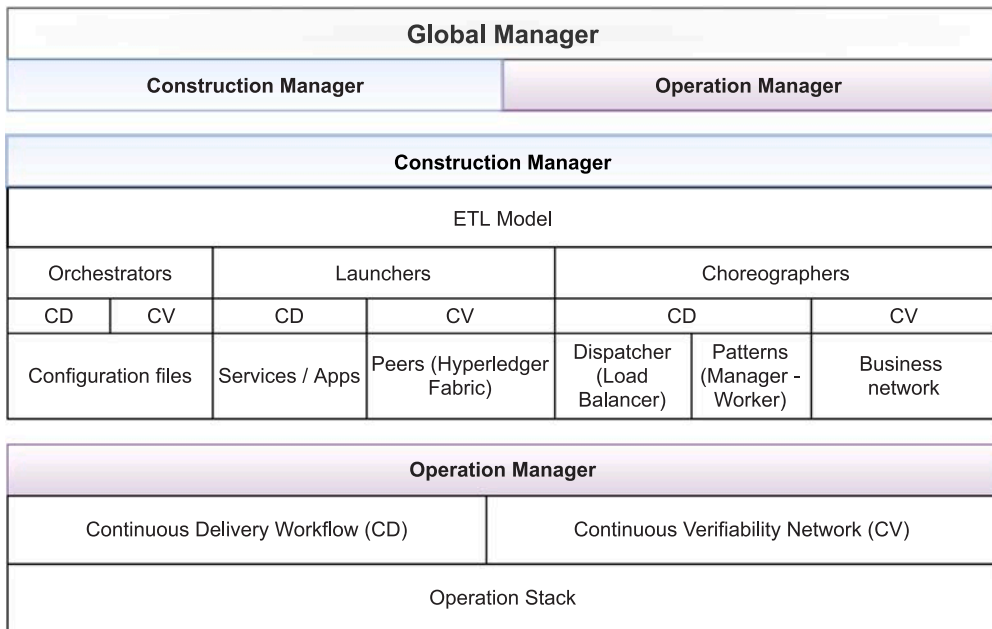 Global Manager
Construction Manager
Operation Manager
Construction Manager
ETL Model
Orchestrators
Launchers
Choreographers
CD
CV
CD
CV
CD
CV
Configuration files
Services / Apps
Peers (Hyperledger
Fabric)
Dispatcher
(Load
Balancer)
Patterns
(Manager -
Worker)
Business
network
Operation Manager
Continuous Delivery Workflow (CD)
Continuous Verifiability Network (CV)
Operation Stack